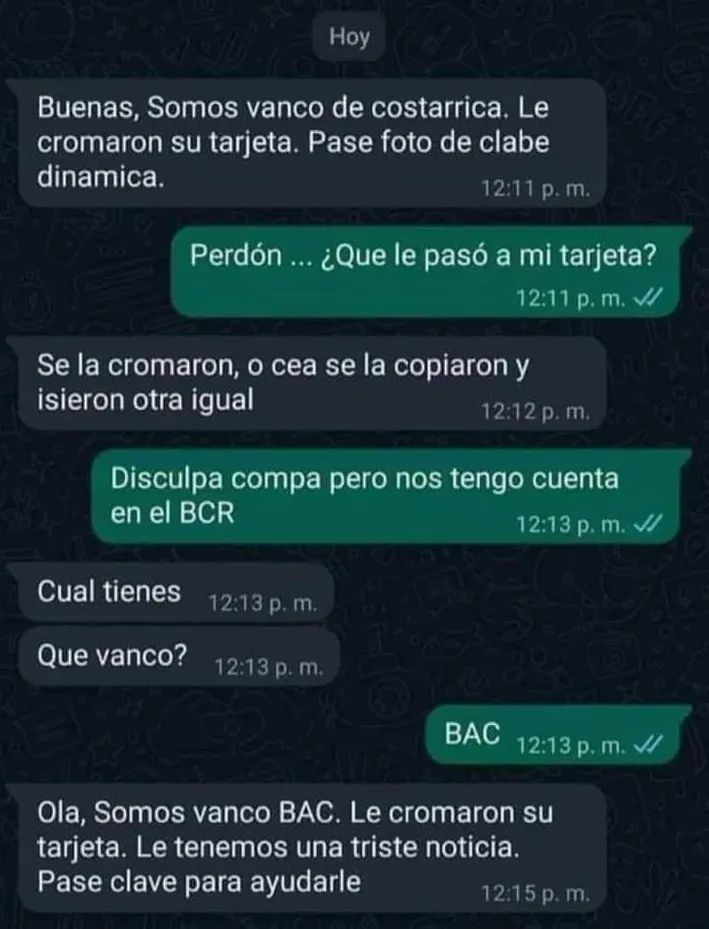 Hoy
Buenas, Somos vanco de costarrica. Le
cromaron su tarjeta. Pase foto de clabe
dinamica.
12:11 p. m.
Perdón ... ¿Que le pasó a mi tarjeta?
12:11 p. m.
Se la cromaron, o cea se la copiaron y
isieron otra igual
12:12 p. m.
Disculpa compa pero nos tengo cuenta
en el BCR
12:13 p. m.
Cual tienes 12:13 p. m.
Que vanco? 12:13 p. m.
BAC 12:13 p. m.
Ola, Somos vanco BAC. Le cromaron su
tarjeta. Le tenemos una triste noticia.
Pase clave para ayudarle
12:15 p. m.